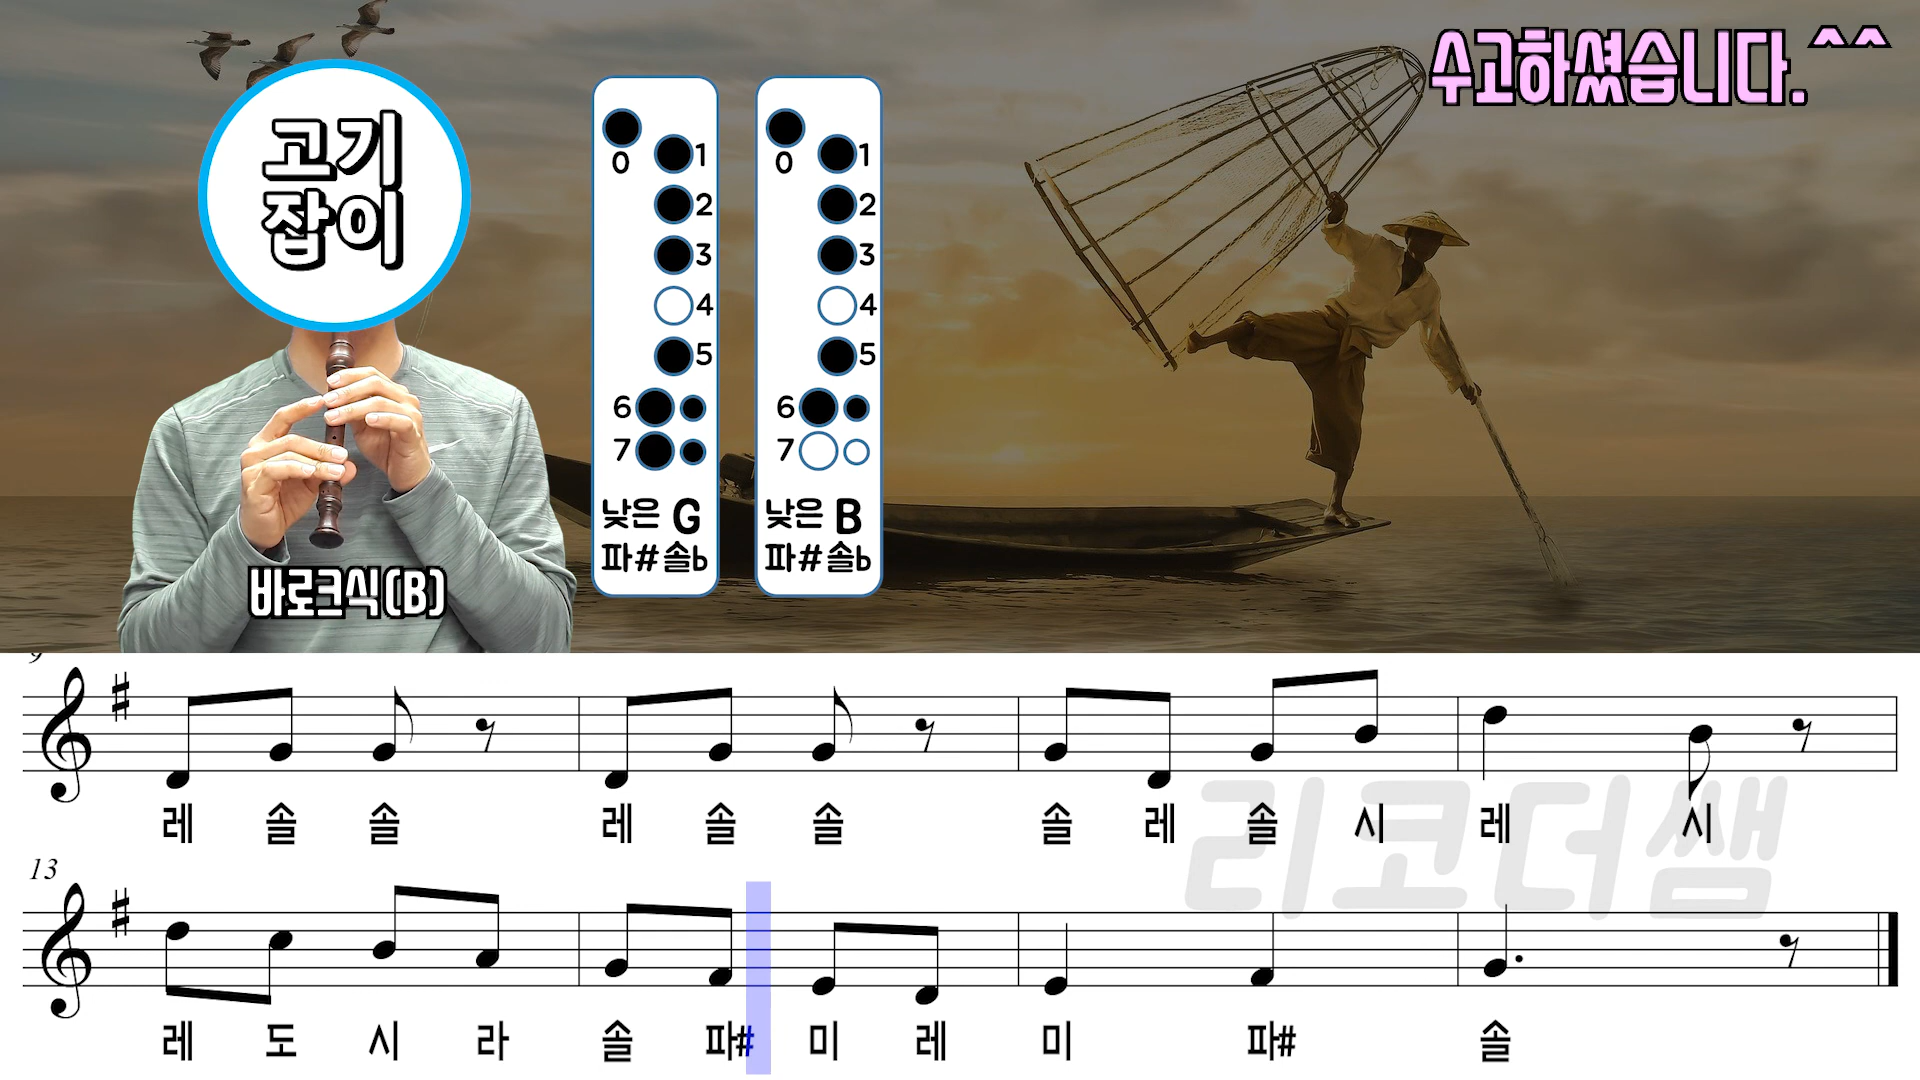 수고하셨습니다.^^
고기
잡이
바로크식(B)
0 1
2
3
4
5
6
7
낮은 G
파# 솔b
0 1
2
3
4
5
6
7
낮은 B
파# 솔b
9
레 솔 솔 레 솔 솔 솔 레 솔 시 레 시
리코더쌤
13
레 도 시 라 솔 파# 미 레 미 파# 솔